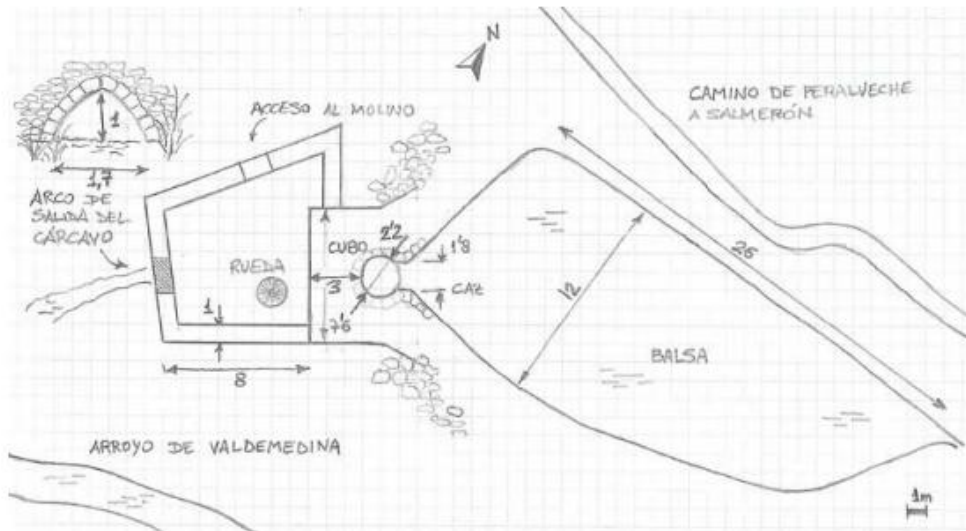 N
CAMINO DE PERALVECHE
A SALMERÓN
ACCESO AL MOLINO
1
1,7
ARCO DE
SALIDA DEL
CÁRCAVO
CUBO
2'2
1'8
RUEDA
3
CAZ
26
12
1
7'6
BALSA
8
ARROYO DE VALDEMEDINA
1m